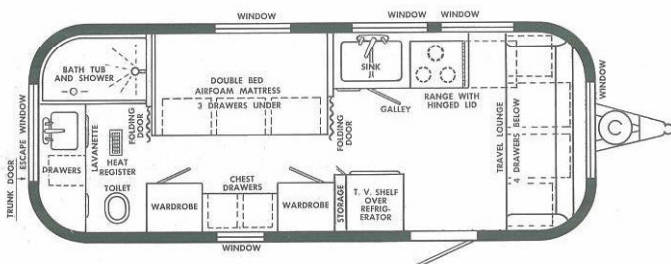 WINDOW
WINDOW
WINDOW
BATH TUB
AND SHOWER
DOUBLE BED
AIRFOAM MATTRESS
3 DRAWERS UNDER
SINK
RANGE WITH
HINGED LID
GALLEY
WINDOW
TRUNK DOOR
ESCAPE WINDOW
DRAWERS
LAVANETTE
HEAT
REGISTER
TOILET
FOLDING
DOOR
FOLDING
DOOR
TRAVEL LOUNGE
4 DRAWERS BELOW
WARDROBE
CHEST
DRAWERS
WARDROBE
STORAGE
T. V. SHELF
OVER
REFRIG-
ERATOR
WINDOW